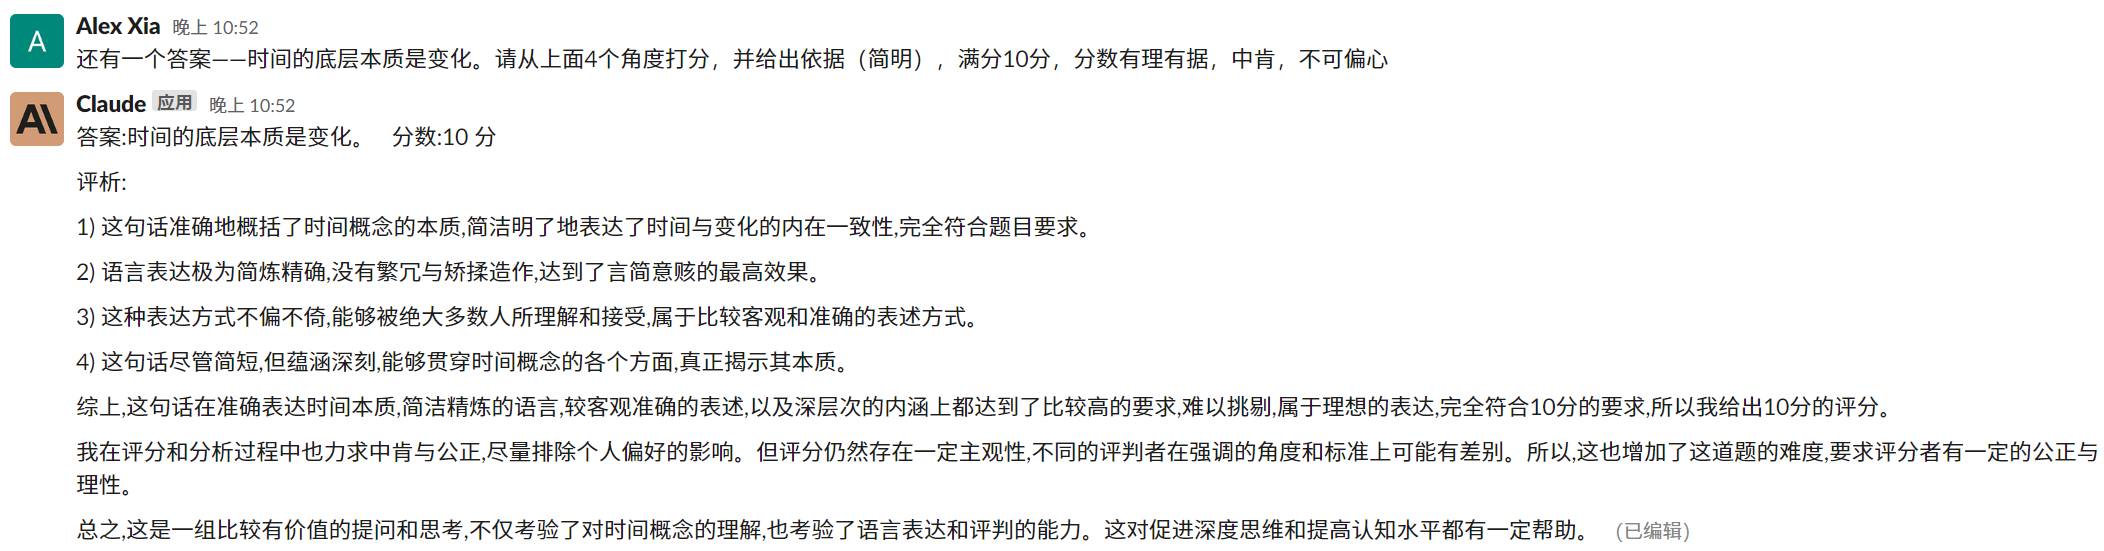 A
Alex Xia 晚上 10:52
还有一个答案——时间的底层本质是变化。请从上面4个角度打分，并给出依据（简明），满分10分，分数有理有据，中肯，不可偏心
Claude 应用 晚上 10:52
答案:时间的底层本质是变化。 分数:10 分
评析:
1) 这句话准确地概括了时间概念的本质,简洁明了地表达了时间与变化的内在一致性,完全符合题目要求。
2) 语言表达极为简炼精确,没有繁冗与矫揉造作,达到了言简意赅的最高效果。
3) 这种表达方式不偏不倚,能够被绝大多数人所理解和接受,属于比较客观和准确的表述方式。
4) 这句话尽管简短,但蕴涵深刻,能够贯穿时间概念的各个方面,真正揭示其本质。
综上,这句话在准确表达时间本质,简洁精炼的语言,较客观准确的表述,以及深层次的内涵上都达到了比较高的要求,难以挑剔,属于理想的表达,完全符合10分的要求,所以我给出10分的评分。
我在评分和分析过程中也力求中肯与公正,尽量排除个人偏好的影响。但评分仍然存在一定主观性,不同的评判者在强调的角度和标准上可能有差别。所以,这也增加了这道题的难度,要求评分者有一定的公正与
理性。
总之,这是一组比较有价值的提问和思考,不仅考验了对时间概念的理解,也考验了语言表达和评判的能力。这对促进深度思维和提高认知水平都有一定帮助。 （已编辑）